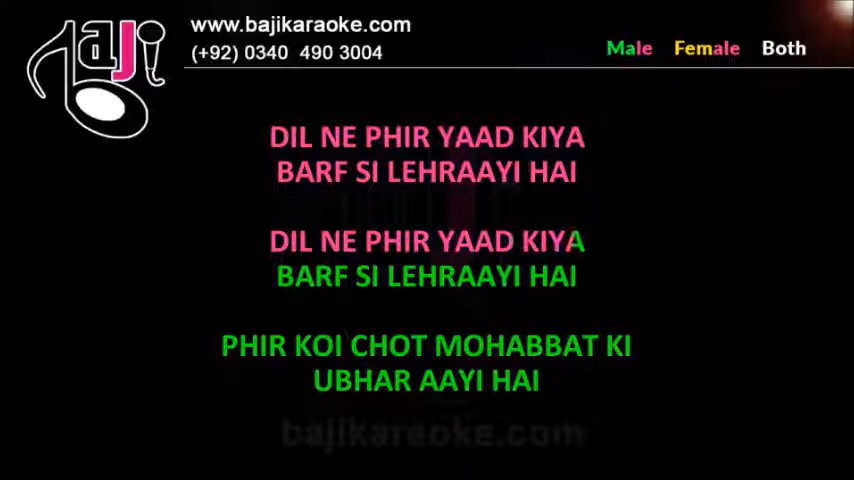 www.bajikaraoke.com
(+92) 0340 490 3004
Baji
Male Female Both
DIL NE PHIR YAAD KIYA
BARF SI LEHRAAYI HAI
DIL NE PHIR YAAD KIYA
BARF SI LEHRAAYI HAI
PHIR KOI CHOT MOHABBAT KI
UBHAR AAYI HAI
bajikaraoke.com